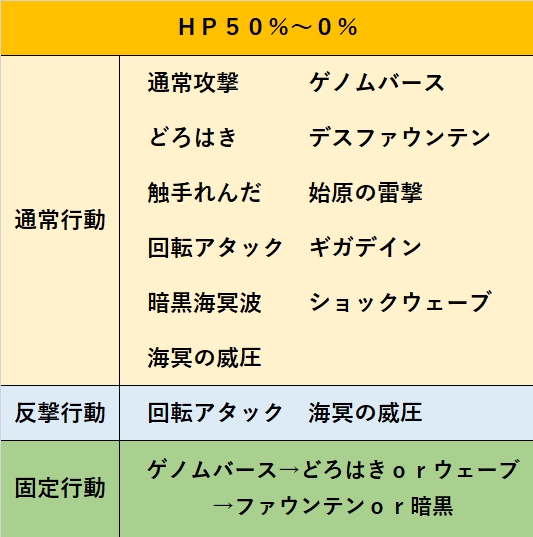 ＨＰ５０％～０％
通常行動
通常攻撃 ゲノムバース
どろはき デスファウンテン
触手れんだ 始原の雷撃
回転アタック ギガデイン
暗黒海冥波 ショックウェーブ
海冥の威圧
反撃行動 回転アタック 海冥の威圧
固定行動
ゲノムバース→どろはきｏｒウェーブ
→ファウンテンｏｒ暗黒